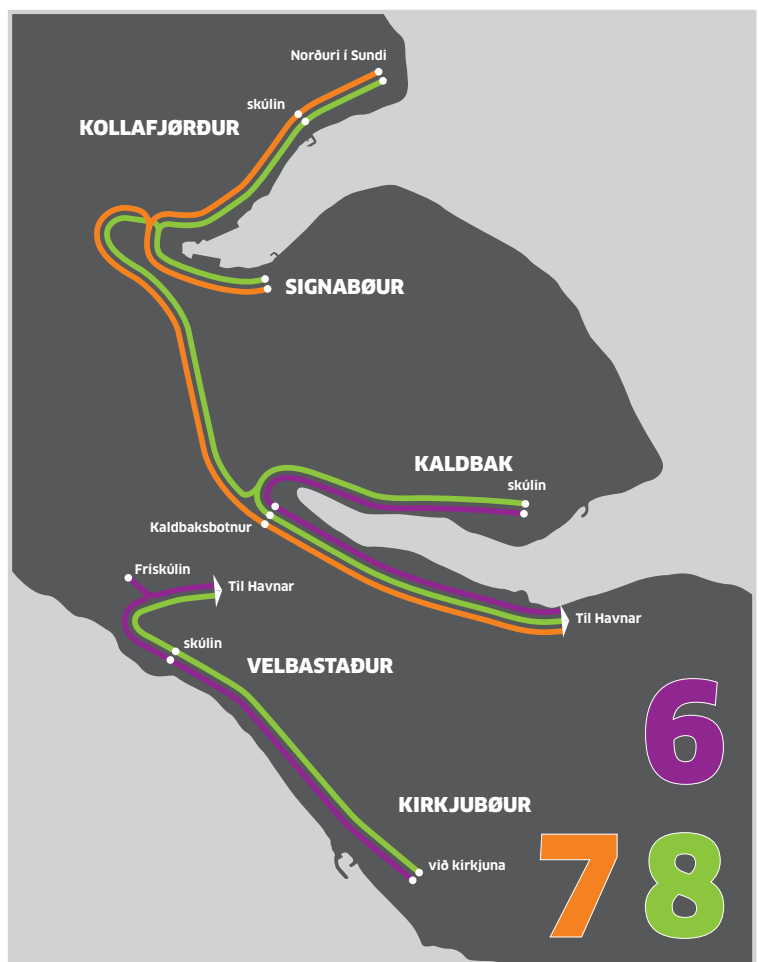 Norðuri í Sundi
skúlin
KOLLAFJØRÐUR
SIGNABØUR
KALDBAK
skúlin
Kaldbaksbotnur
Frískúlin
Til Havnar
Til Havnar
skúlin
VELBASTAÐUR
6
KIRKJUBØUR
við kirkjuna
7 8